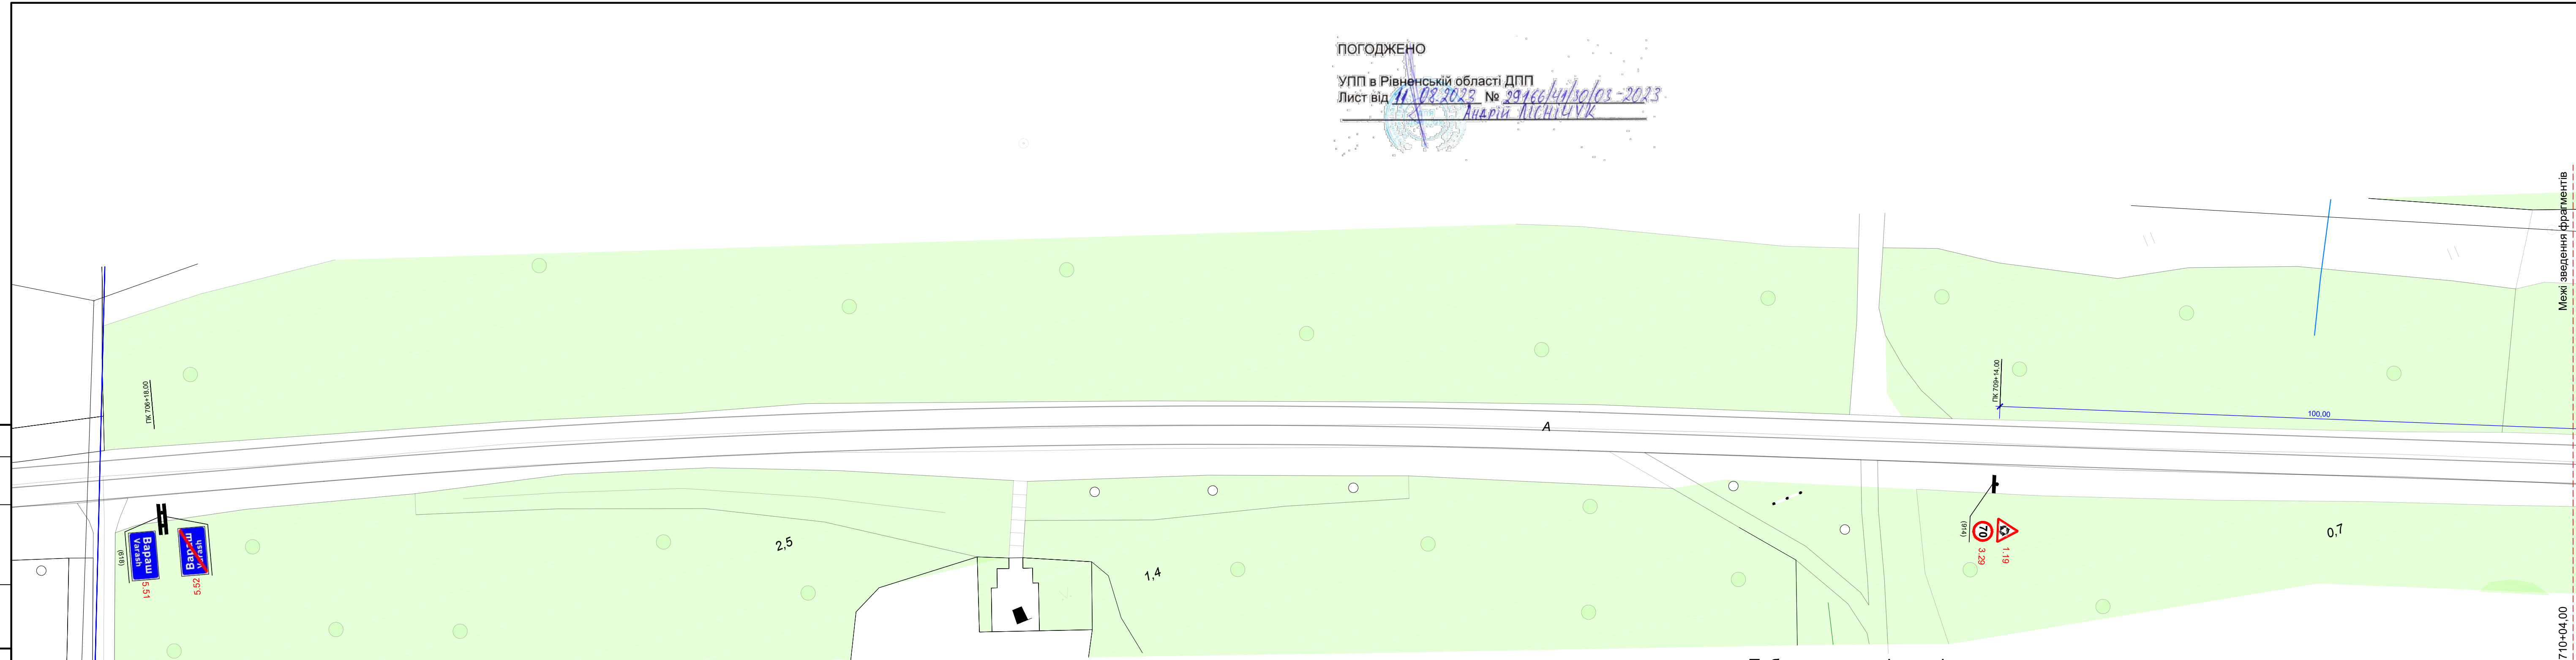 ПОГОДЖЕНО
УПП в Рівненській області ДПП
Лист від 11.08.2023 № 29166/41/30/03-2023
Андрій ЛІСНІЧУК
Межі зведення фрагментів
ПК 706+18,00
ПК 709+14,00
100,00
А
Вараш
Varash
(618)
5.51
Вараш
Varash
5.52
2,5
1,4
(914)
70
3.29
1.19
0,7
710+04,00